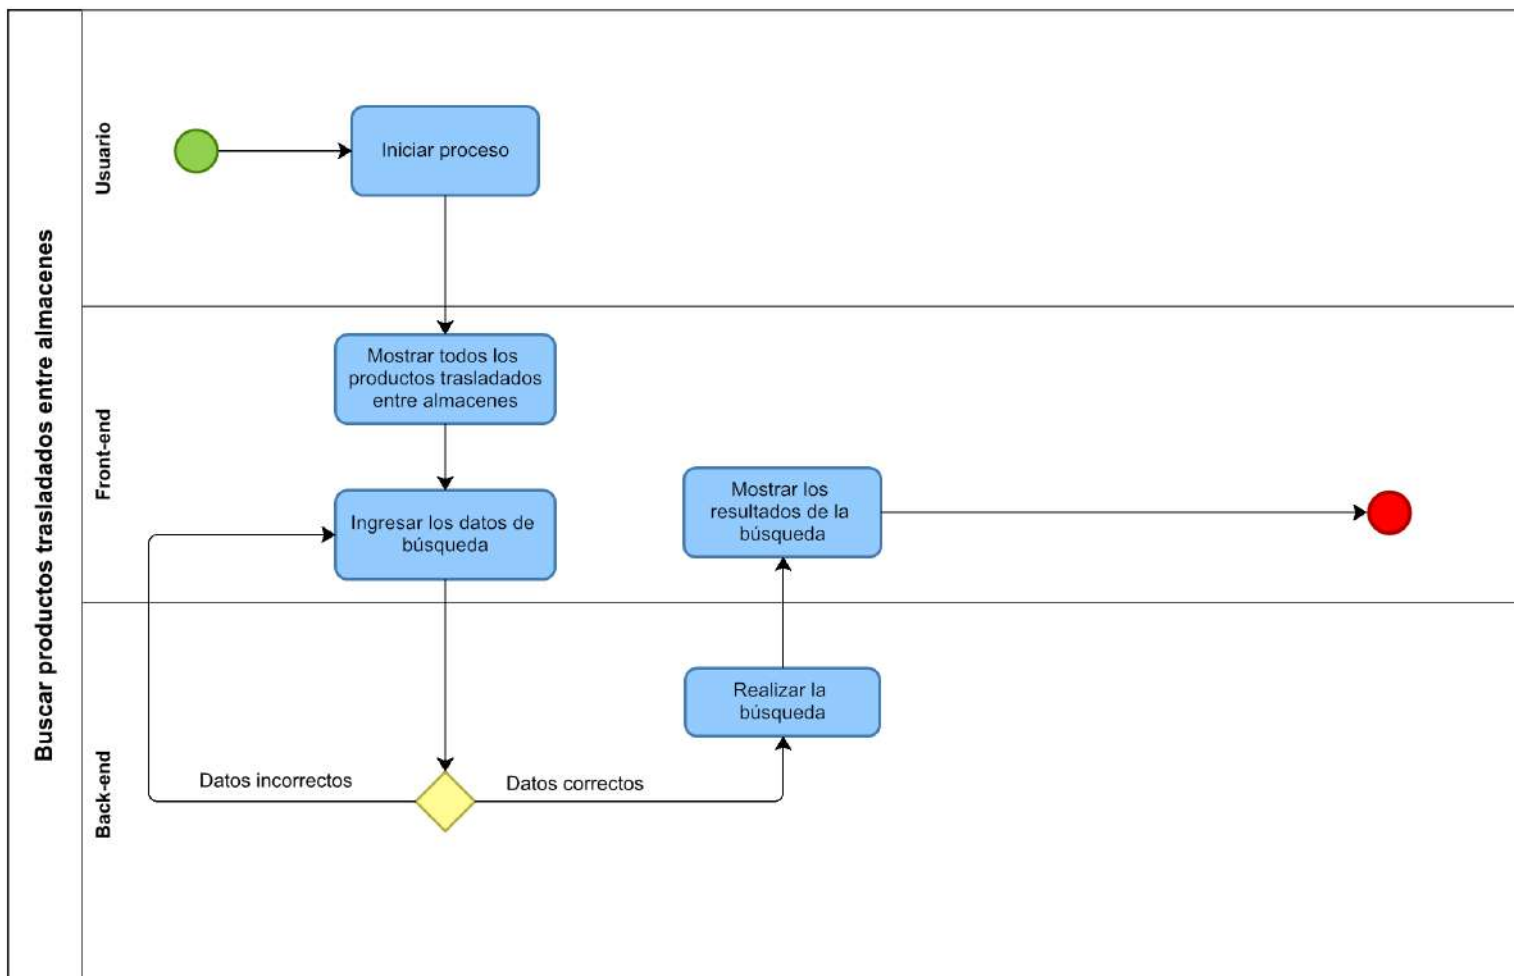 Buscar productos trasladados entre almacenes
Usuario
Iniciar proceso
Front-end
Mostrar todos los
productos trasladados
entre almacenes
Ingresar los datos de
búsqueda
Mostrar los
resultados de la
búsqueda
Back-end
Realizar la
búsqueda
Datos incorrectos
Datos correctos